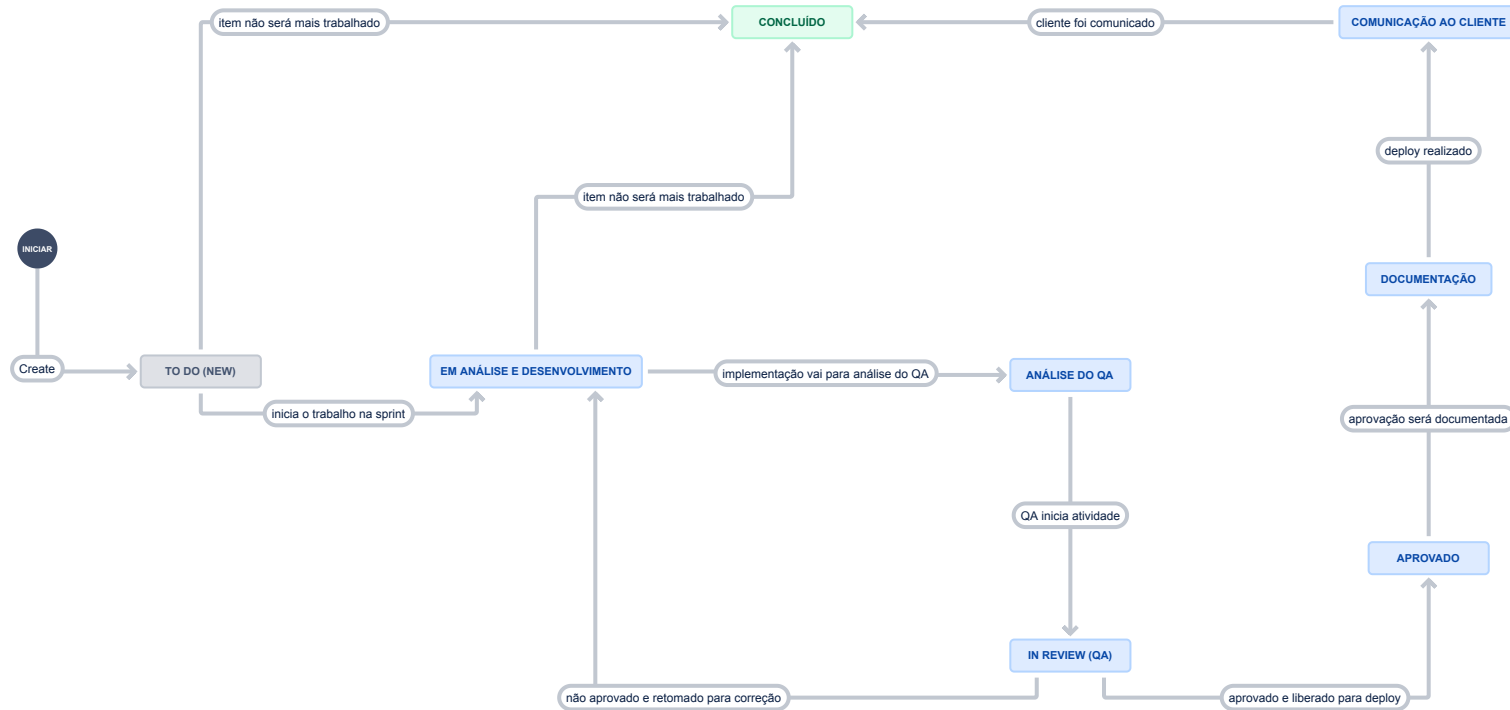 item não será mais trabalhado
CONCLUÍDO
cliente foi comunicado
COMUNICAÇÃO AO CLIENTE
deploy realizado
item não será mais trabalhado
INICIAR
DOCUMENTAÇÃO
Create
TO DO (NEW)
EM ANÁLISE E DESENVOLVIMENTO
implementação vai para análise do QA
ANÁLISE DO QA
inicia o trabalho na sprint
aprovação será documentada
QA inicia atividade
APROVADO
IN REVIEW (QA)
não aprovado e retomado para correção
aprovado e liberado para deploy